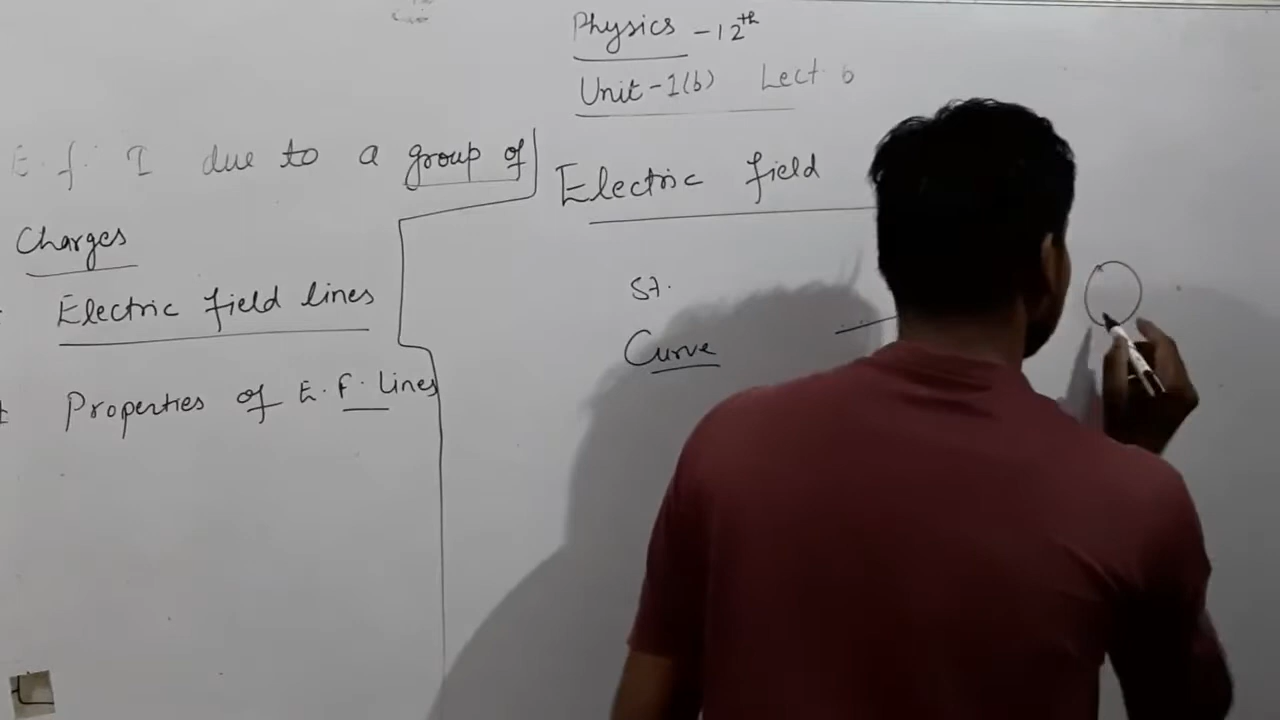 Physics - 12th
Unit - 1(b) Lect 6
E. f. I due to a group of
Charges
Electric field lines
Properties of E. F. lines
Electric field
St.
Curve